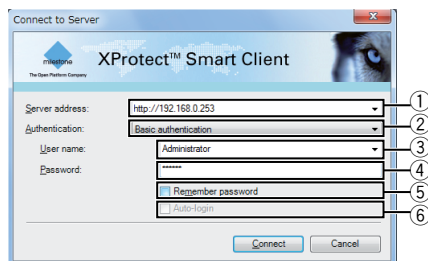 Connect to Server
milestone
The Open Platform Company
XProtect™ Smart Client
Server address: http://192.168.0.253 ①
Authentication: Basic authentication ②
User name: Administrator ③
Password: ****** ④
Remember password ⑤
Auto-login ⑥
Connect Cancel